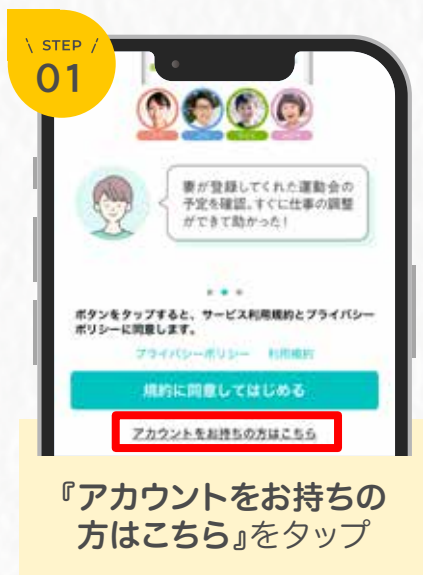 STEP
01
妻が登録してくれた運動会の
予定を確認。すぐに仕事の調整
ができて助かった！
ボタンをタップすると、サービス利用規約とプライバシー
ポリシーに同意します。
プライバシーポリシー 利用規約
規約に同意してはじめる
アカウントをお持ちの方はこちら
『アカウントをお持ちの
方はこちら』をタップ